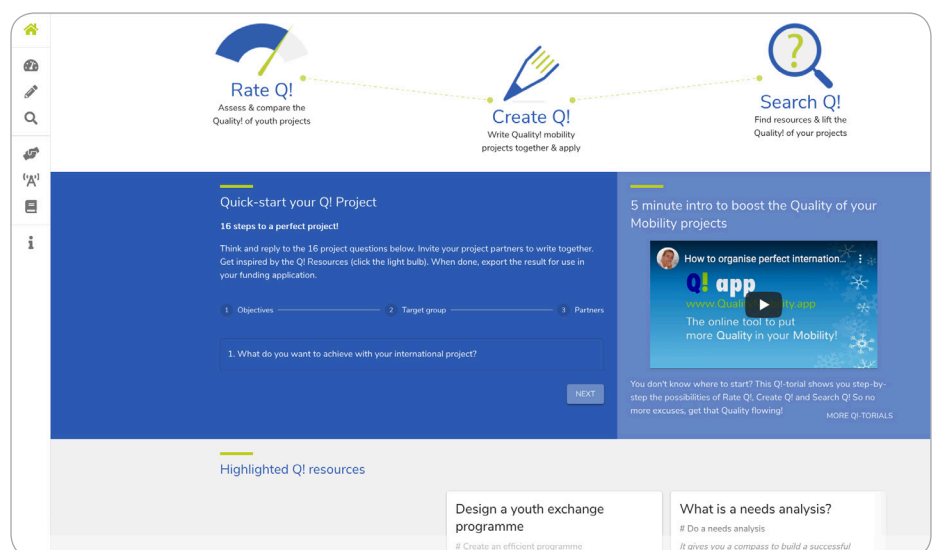 Rate Q!
Assess & compare the
Quality! of youth projects
Create Q!
Write Quality! mobility
projects together & apply
Search Q!
Find resources & lift the
Quality! of your projects
Quick-start your Q! Project
16 steps to a perfect project!
Think and reply to the 16 project questions below. Invite your project partners to write together.
Get inspired by the Q! Resources (click the light bulb). When done, export the result for use in
your funding application.
1 Objectives
2 Target group
3 Partners
1. What do you want to achieve with your international project?
NEXT
5 minute intro to boost the Quality of your
Mobility projects
How to organise perfect internation...
Q! app
The online tool to put
more Quality in your Mobility!
You don't know where to start? This Q!-torial shows you step-by-
step the possibilities of Rate Q!, Create Q! and Search Q! So no
more excuses, get that Quality flowing!
MORE Q!-TORIALS
Highlighted Q! resources
Design a youth exchange
programme
# Create an efficient programme
What is a needs analysis?
# Do a needs analysis
It gives you a compass to build a successful